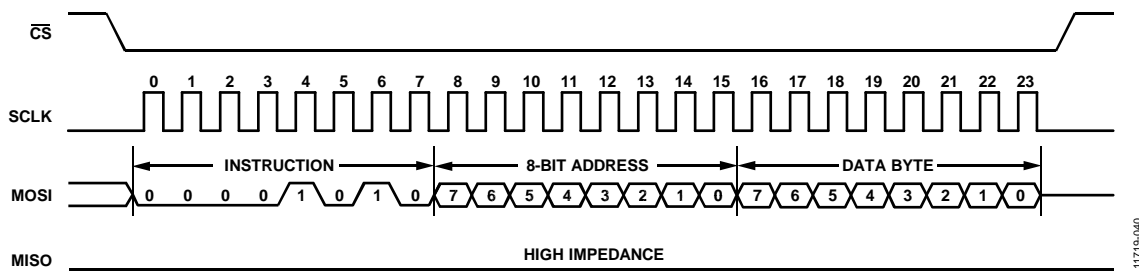 CS
0 1 2 3 4 5 6 7 8 9 10 11 12 13 14 15 16 17 18 19 20 21 22 23
SCLK
INSTRUCTION 8-BIT ADDRESS DATA BYTE
MOSI 0 0 0 0 1 0 1 0 7 6 5 4 3 2 1 0 7 6 5 4 3 2 1 0
MISO HIGH IMPEDANCE
11719-040